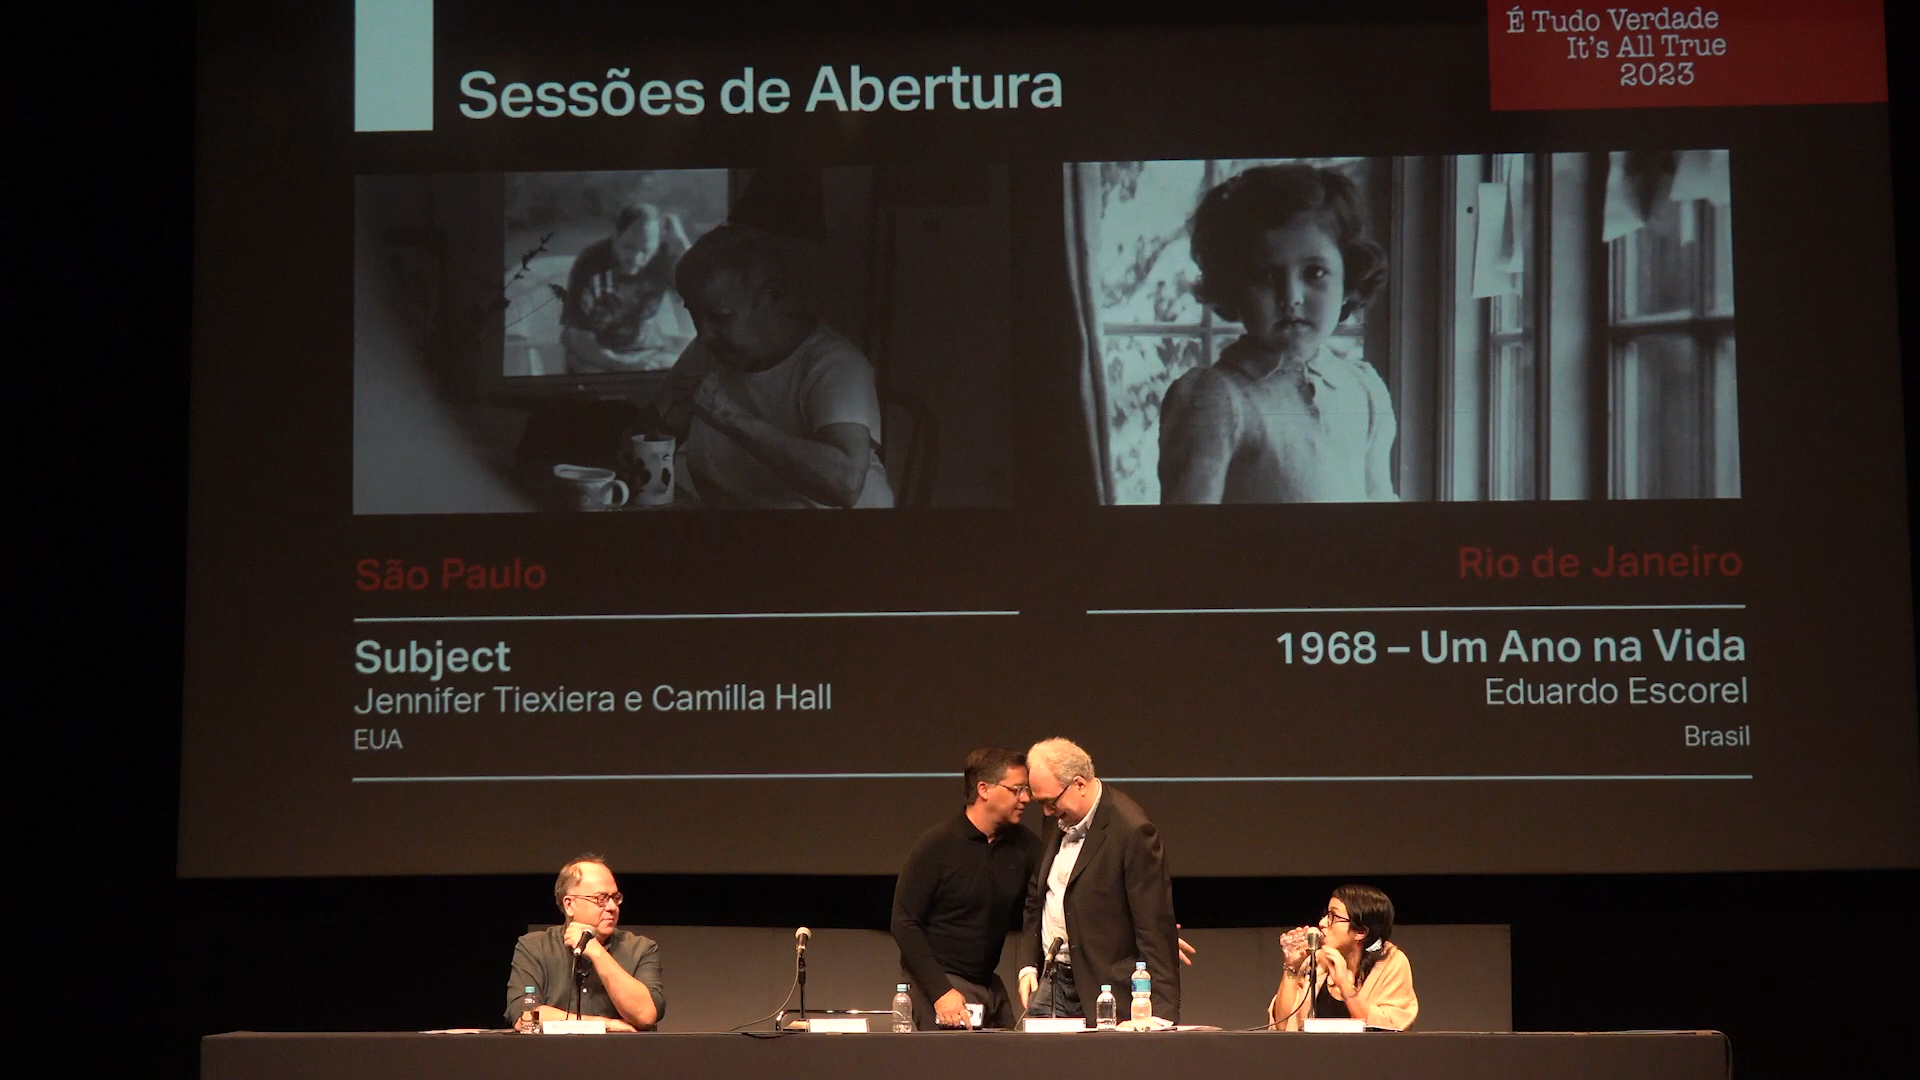 É Tudo Verdade
It's All True
2023
Sessões de Abertura
São Paulo
Subject
Jennifer Tiexiera e Camilla Hall
EUA
Rio de Janeiro
1968 – Um Ano na Vida
Eduardo Escorel
Brasil